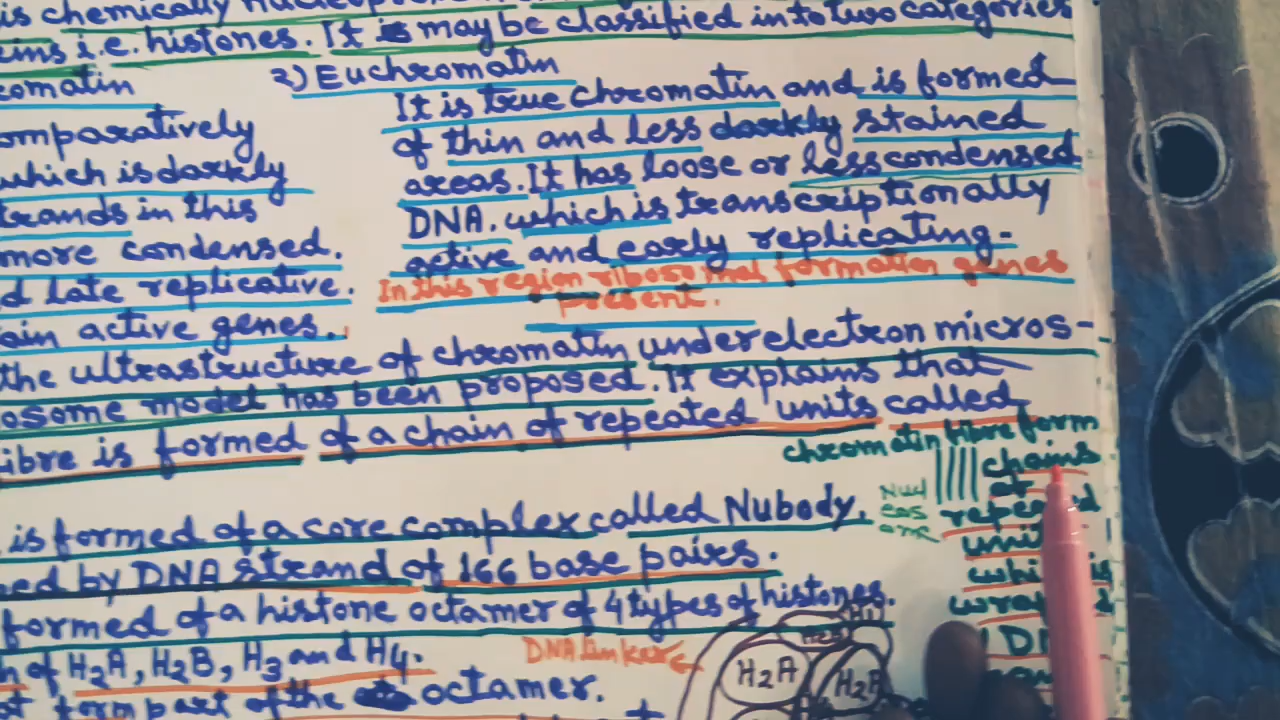 is chemically
eins i.e. histones. It is may be classified into two categories
omatin
2) Euchromatin
It is true chromatin and is formed
omparatively
of thin and less darkly stained
which is darkly
areas. It has loose or less condensed
trands in this
DNA. which is transcriptionally
more condensed.
active and early replicating.
d late replicative.
In this region ribosomal formation genes
present.
ain active genes.
the ultrastructure of chromatin under electron micros-
osome model has been proposed. It explains that
ibre is formed of a chain of repeated units called
chromatin fibre form
chains
of
Nucl
eos
ome
is formed of a core complex called Nubody.
ed by DNA strand of 166 base pairs.
formed of a histone octamer of 4 types of histones.
of H2A, H2B, H3 and H4.
DNA linker
H2A
t form part of the octamer.